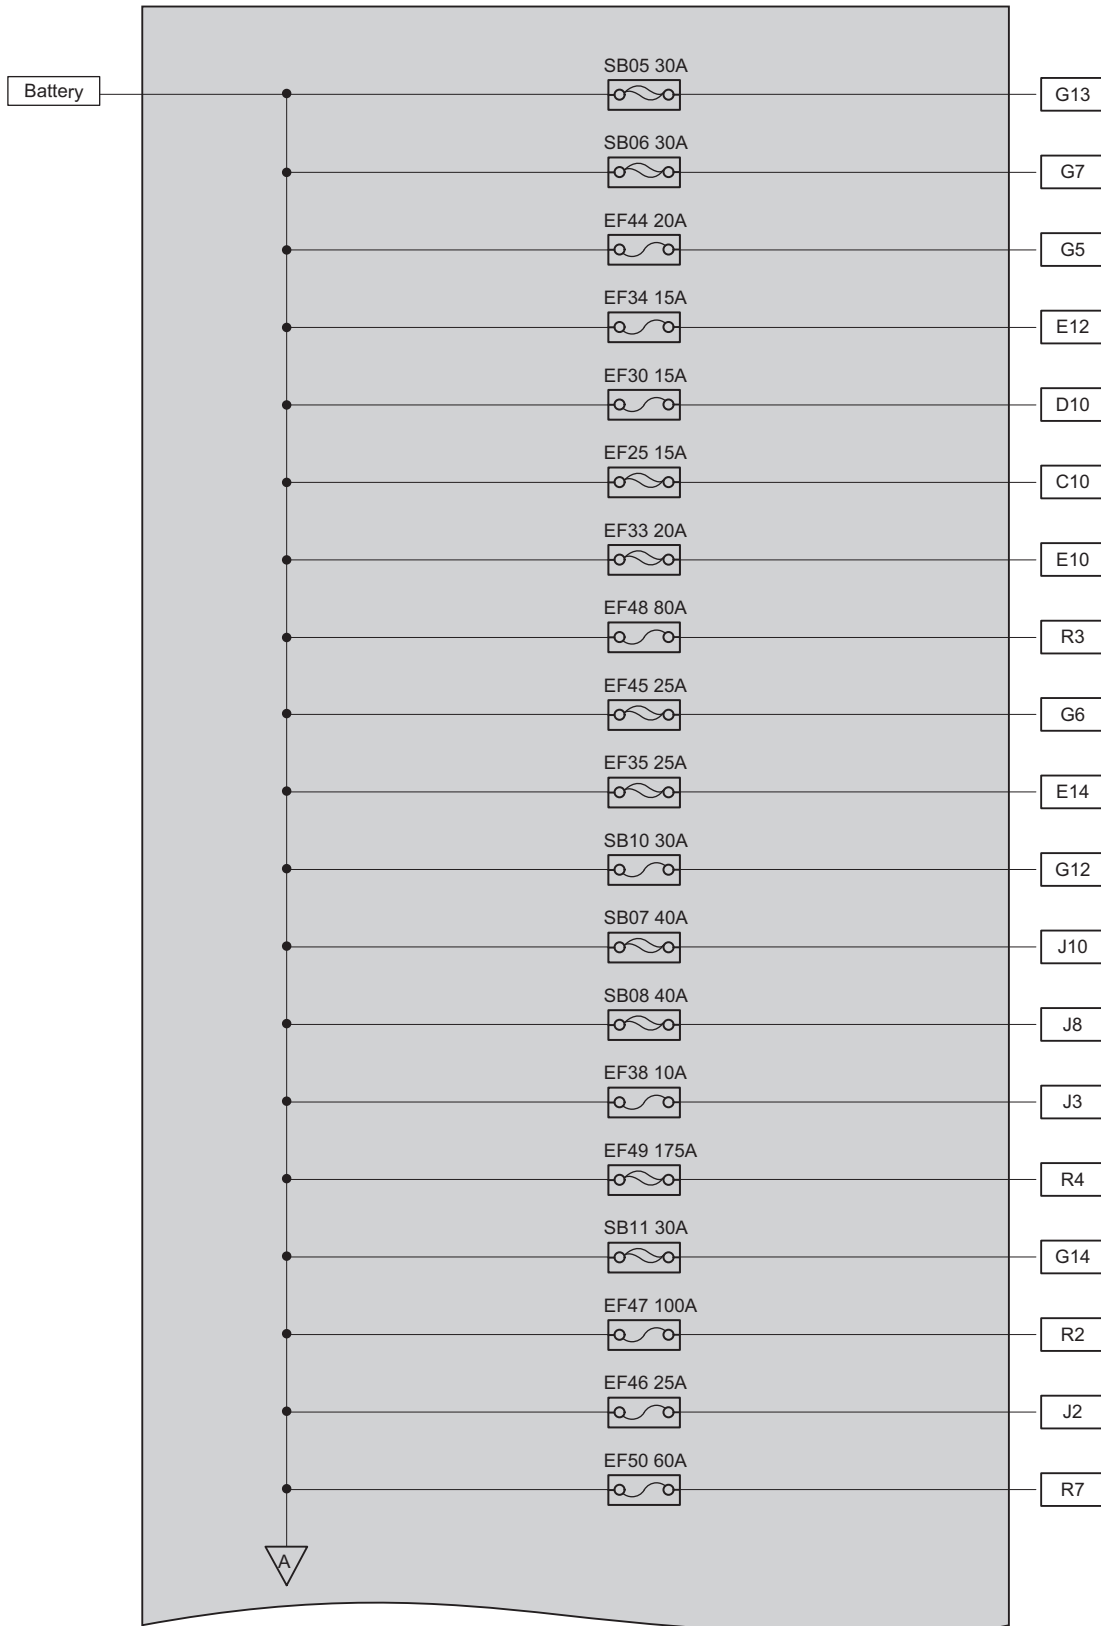 SB05 30A
Battery
G13
SB06 30A
G7
EF44 20A
G5
EF34 15A
E12
EF30 15A
D10
EF25 15A
C10
EF33 20A
E10
EF48 80A
R3
EF45 25A
G6
EF35 25A
E14
SB10 30A
G12
SB07 40A
J10
SB08 40A
J8
EF38 10A
J3
EF49 175A
R4
SB11 30A
G14
EF47 100A
R2
EF46 25A
J2
EF50 60A
R7
A